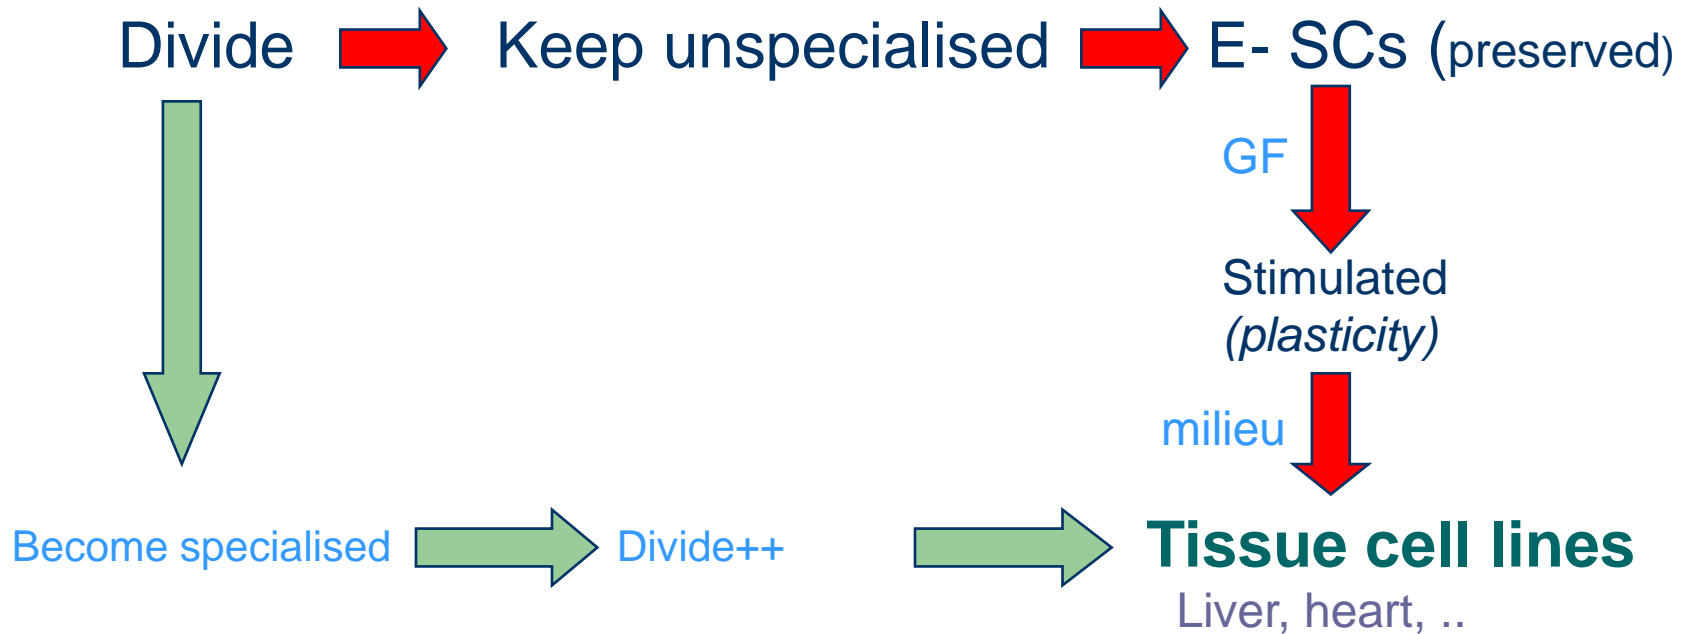 Divide Keep unspecialised E- SCs (preserved)
GF
Stimulated
(plasticity)
milieu
Become specialised Divide++ Tissue cell lines
Liver, heart, ..